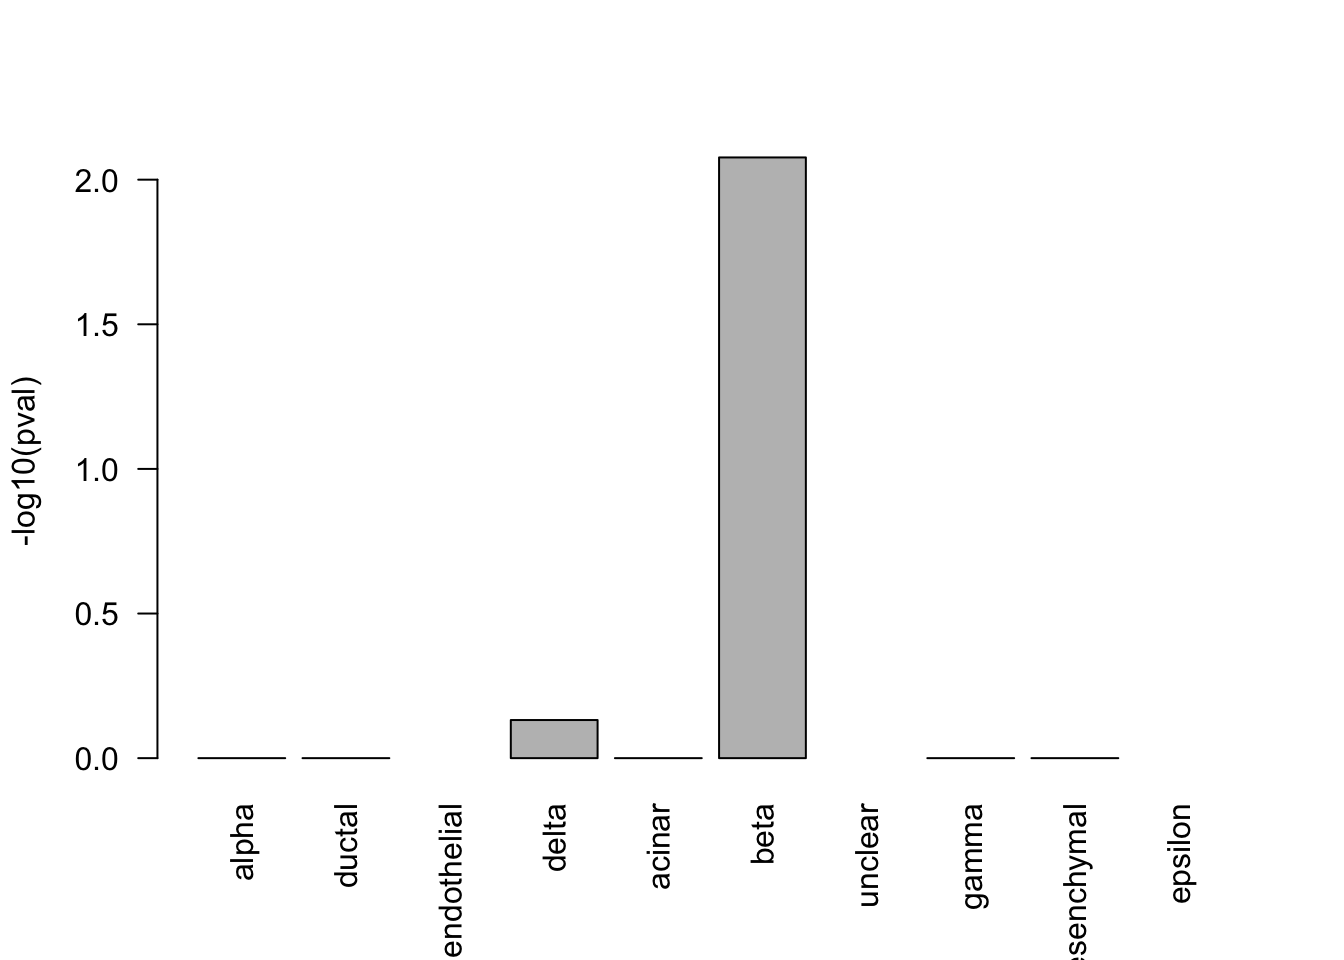 -log10(pval)
2.0
1.5
1.0
0.5
0.0
alpha
ductal
endothelial
delta
acinar
beta
unclear
gamma
esenchymal
epsilon